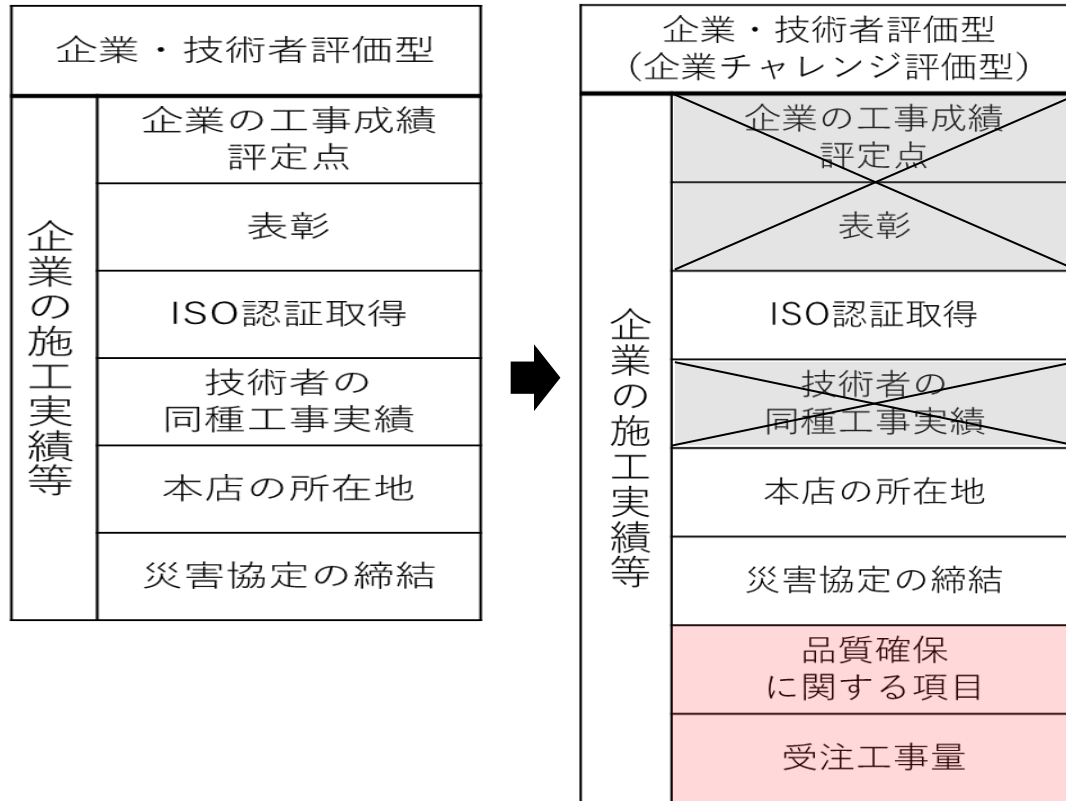 企業・技術者評価型
企業の施工実績等
企業の工事成績
評定点
表彰
ISO認証取得
技術者の
同種工事実績
本店の所在地
災害協定の締結
企業・技術者評価型
（企業チャレンジ評価型）
企業の施工実績等
企業の工事成績
評定点
表彰
ISO認証取得
技術者の
同種工事実績
本店の所在地
災害協定の締結
品質確保
に関する項目
受注工事量